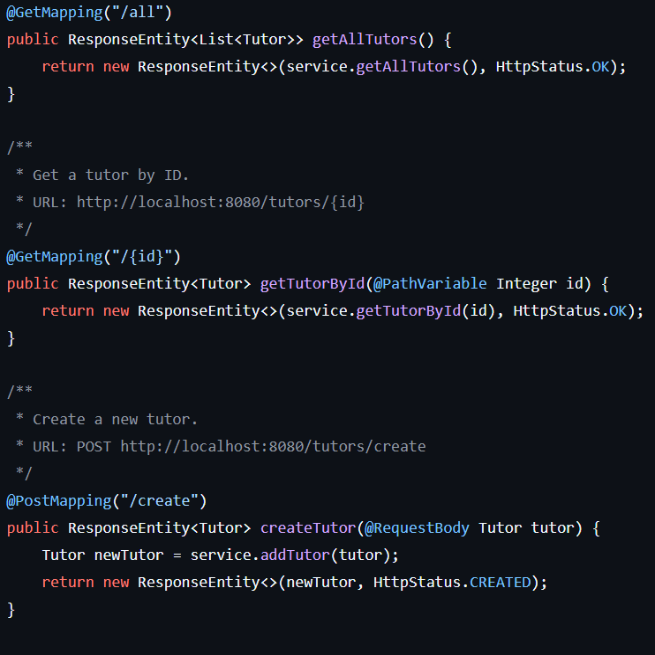 @GetMapping("/all")
public ResponseEntity<List<Tutor>> getAllTutors() {
    return new ResponseEntity<>(service.getAllTutors(), HttpStatus.OK);
}

/**
 * Get a tutor by ID.
 * URL: http://localhost:8080/tutors/{id}
 */
@GetMapping("/{id}")
public ResponseEntity<Tutor> getTutorById(@PathVariable Integer id) {
    return new ResponseEntity<>(service.getTutorById(id), HttpStatus.OK);
}

/**
 * Create a new tutor.
 * URL: POST http://localhost:8080/tutors/create
 */
@PostMapping("/create")
public ResponseEntity<Tutor> createTutor(@RequestBody Tutor tutor) {
    Tutor newTutor = service.addTutor(tutor);
    return new ResponseEntity<>(newTutor, HttpStatus.CREATED);
}